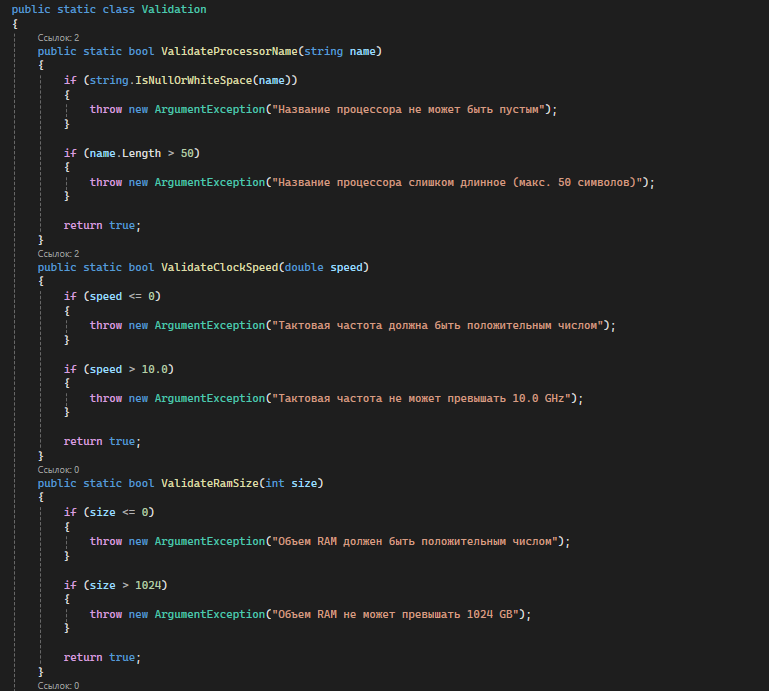 public static class Validation
{
Ссылок: 2
public static bool ValidateProcessorName(string name)
{
if (string.IsNullOrWhiteSpace(name))
{
throw new ArgumentException("Название процессора не может быть пустым");
}
if (name.Length > 50)
{
throw new ArgumentException("Название процессора слишком длинное (макс. 50 символов)");
}
return true;
}
Ссылок: 2
public static bool ValidateClockSpeed(double speed)
{
if (speed <= 0)
{
throw new ArgumentException("Тактовая частота должна быть положительным числом");
}
if (speed > 10.0)
{
throw new ArgumentException("Тактовая частота не может превышать 10.0 GHz");
}
return true;
}
Ссылок: 0
public static bool ValidateRamSize(int size)
{
if (size <= 0)
{
throw new ArgumentException("Объем RAM должен быть положительным числом");
}
if (size > 1024)
{
throw new ArgumentException("Объем RAM не может превышать 1024 GB");
}
return true;
}
Ссылок: 0